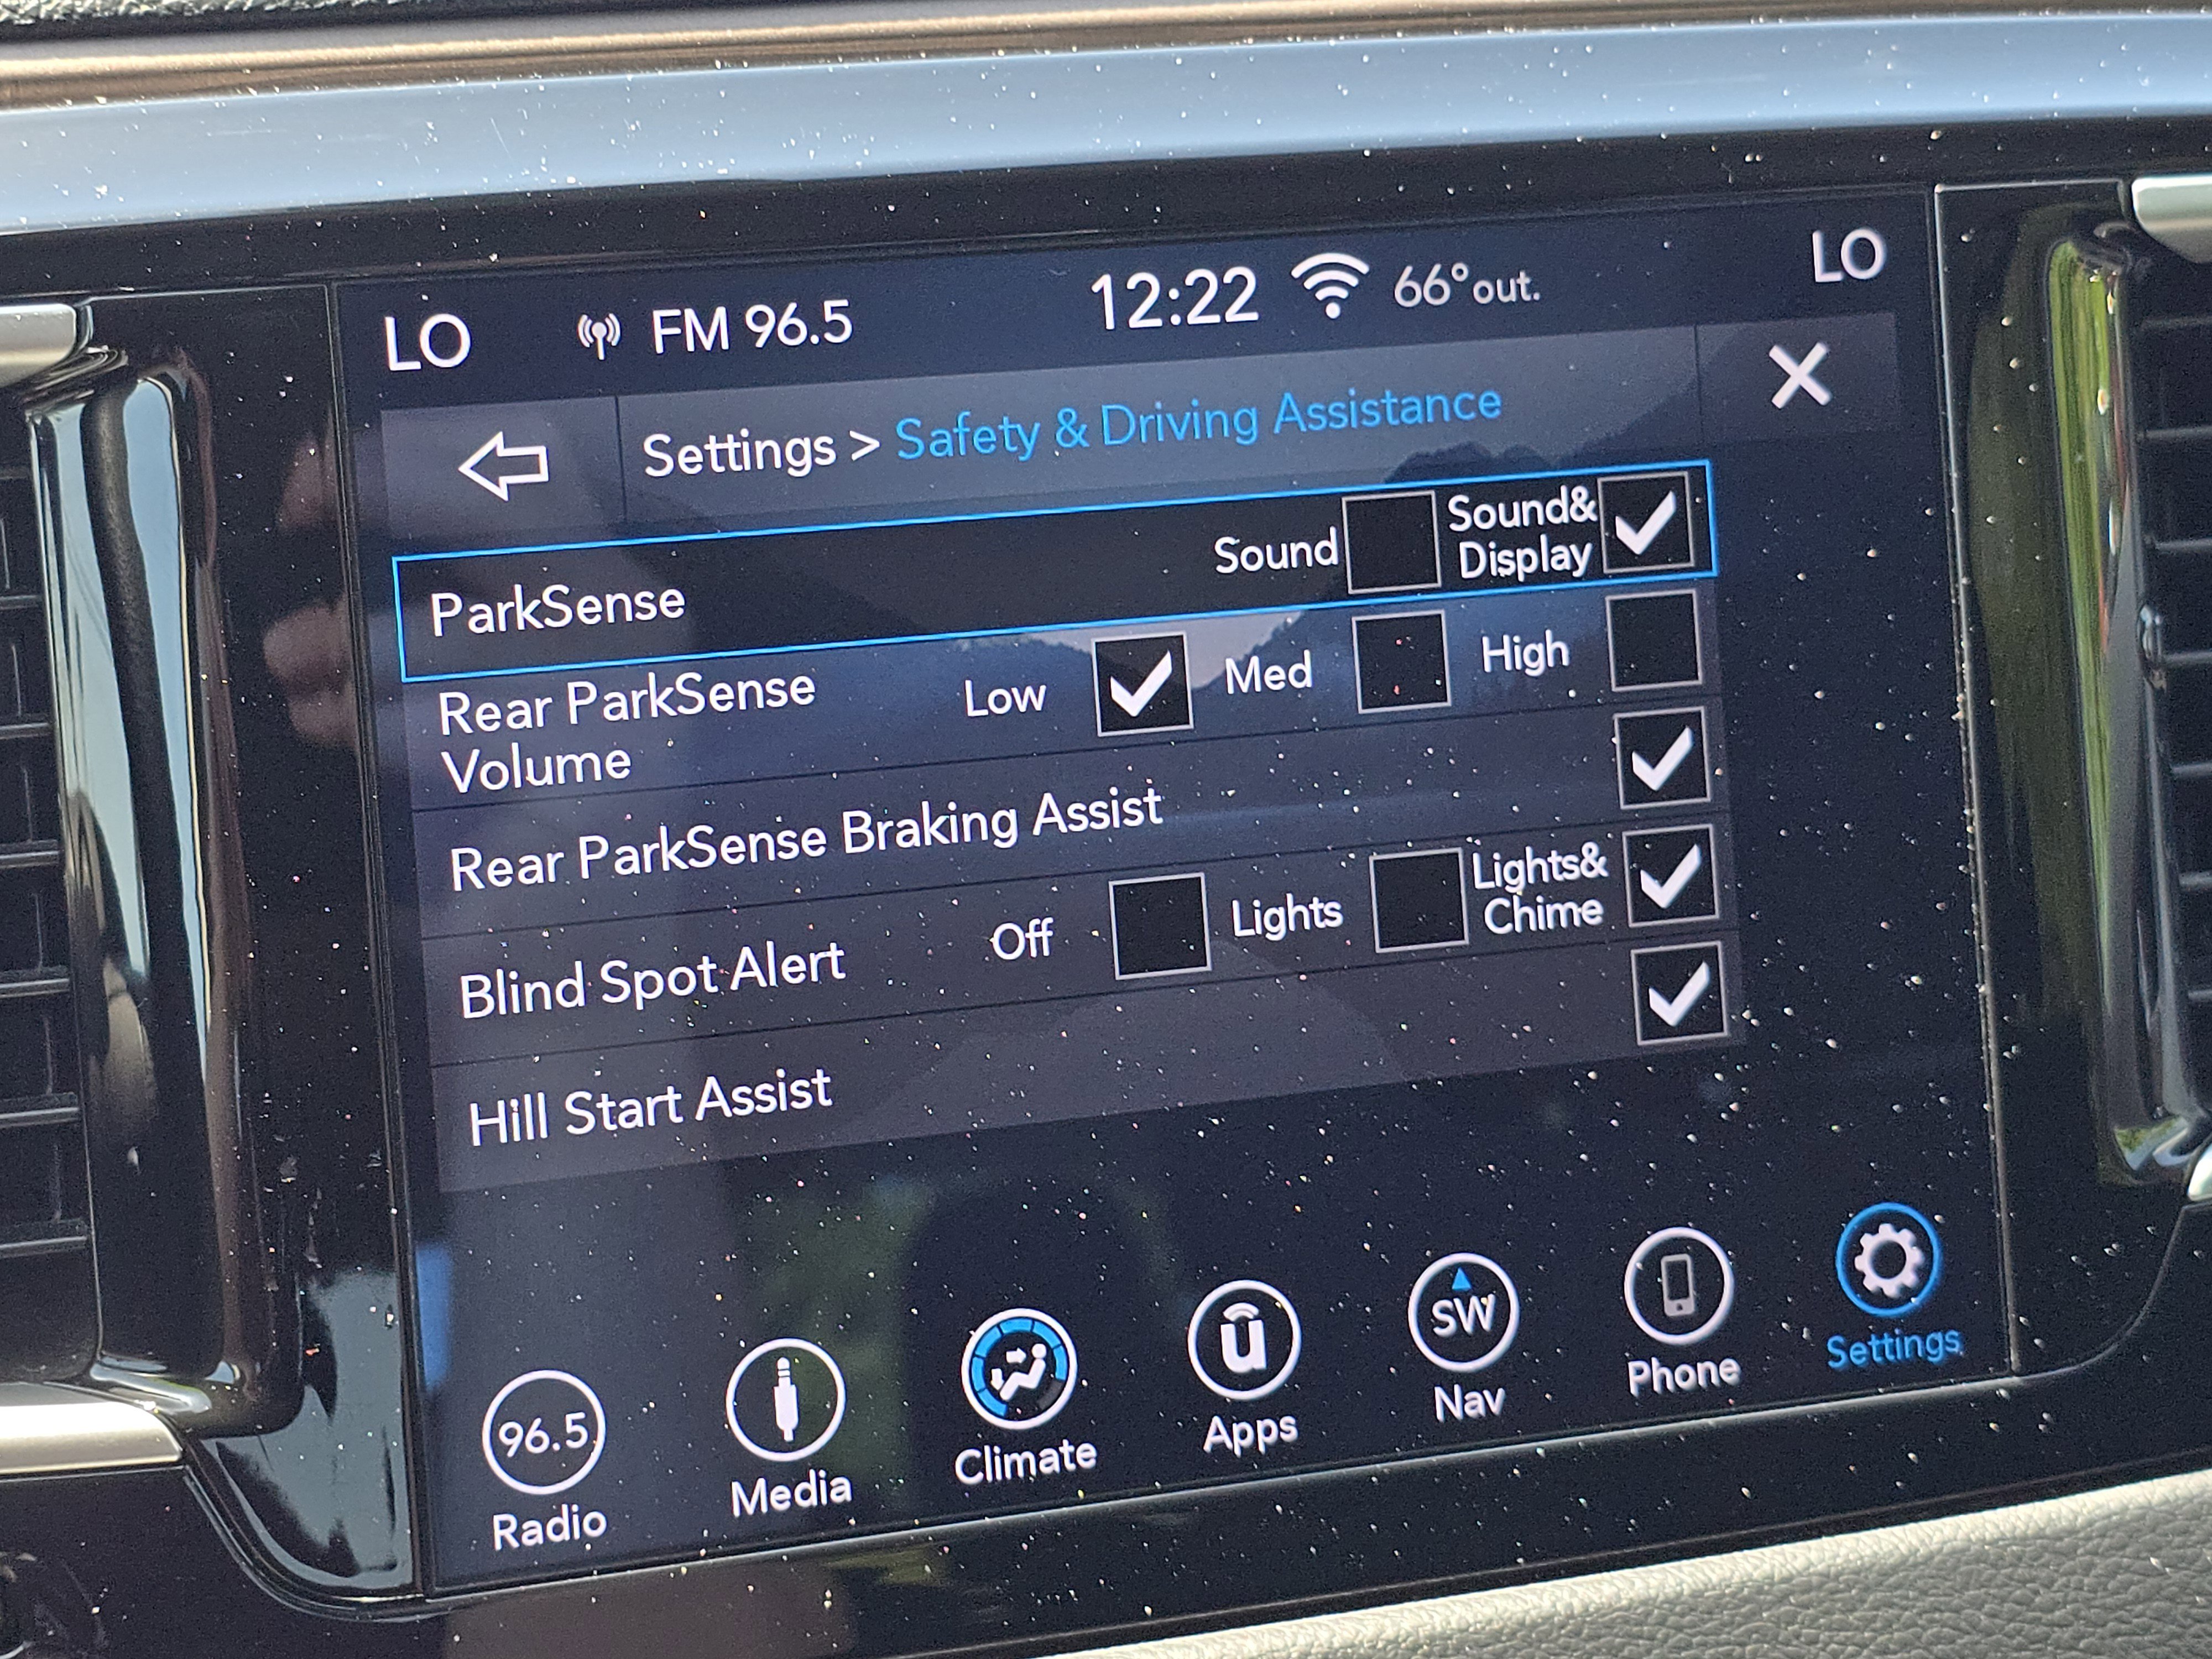 LO FM 96.5 12:22 66°out. LO
Settings > Safety & Driving Assistance
ParkSense Sound Sound& Display
Rear ParkSense Volume Low Med High
Rear ParkSense Braking Assist
Blind Spot Alert Off Lights Lights& Chime
Hill Start Assist
96.5 u SW
Radio Media Climate Apps Nav Phone Settings